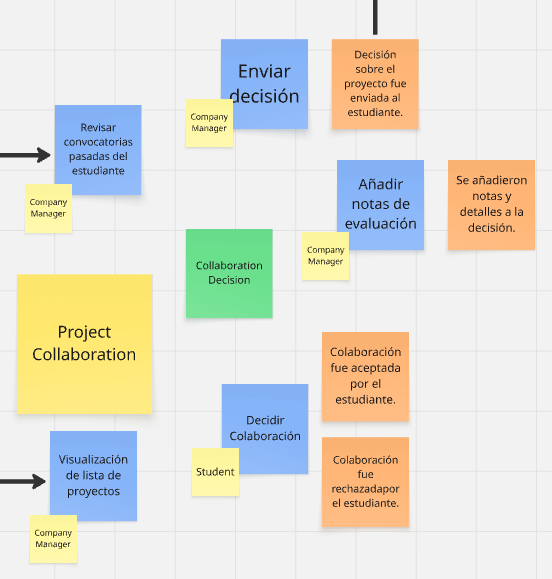 Enviar
decisión
Company
Manager
Decisión
sobre el
proyecto fue
enviada al
estudiante.
Revisar
convocatorias
pasadas del
estudiante
Company
Manager
Añadir
notas de
evaluación
Company
Manager
Se añadieron
notas y
detalles a la
decisión.
Collaboration
Decision
Project
Collaboration
Colaboración
fue aceptada
por el
estudiante.
Decidir
Colaboración
Student
Colaboración
fue
rechazadapor
el estudiante.
Visualización
de lista de
proyectos
Company
Manager